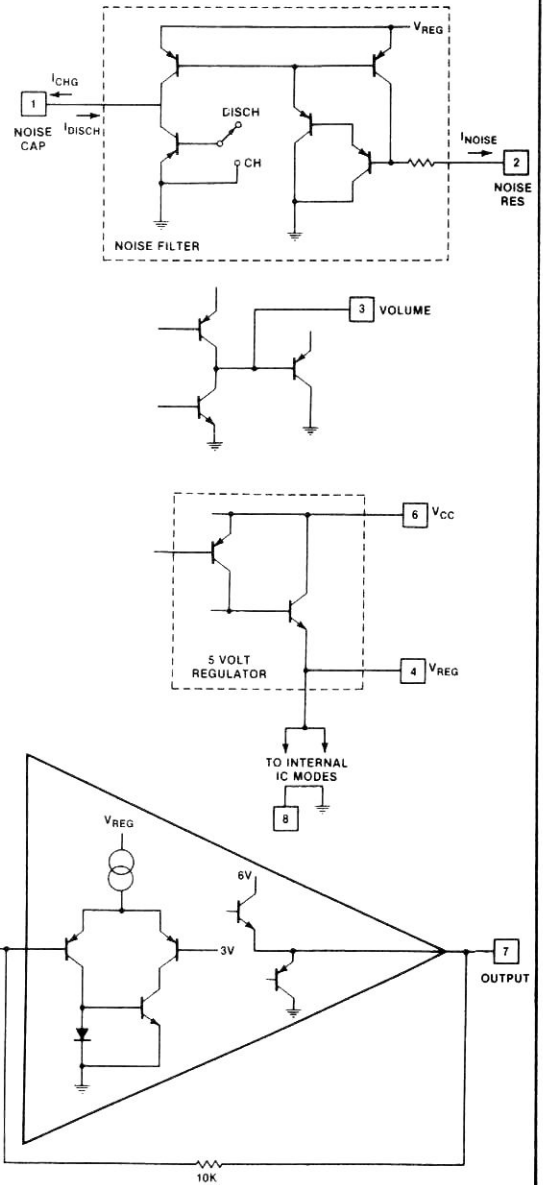 VREG
ICHG
1
NOISE
CAP
IDISCH
DISCH
CH
INOISE
2
NOISE
RES
NOISE FILTER
3 VOLUME
6 VCC
5 VOLT
REGULATOR
4 VREG
TO INTERNAL
IC MODES
8
VREG
6V
3V
7
OUTPUT
10K